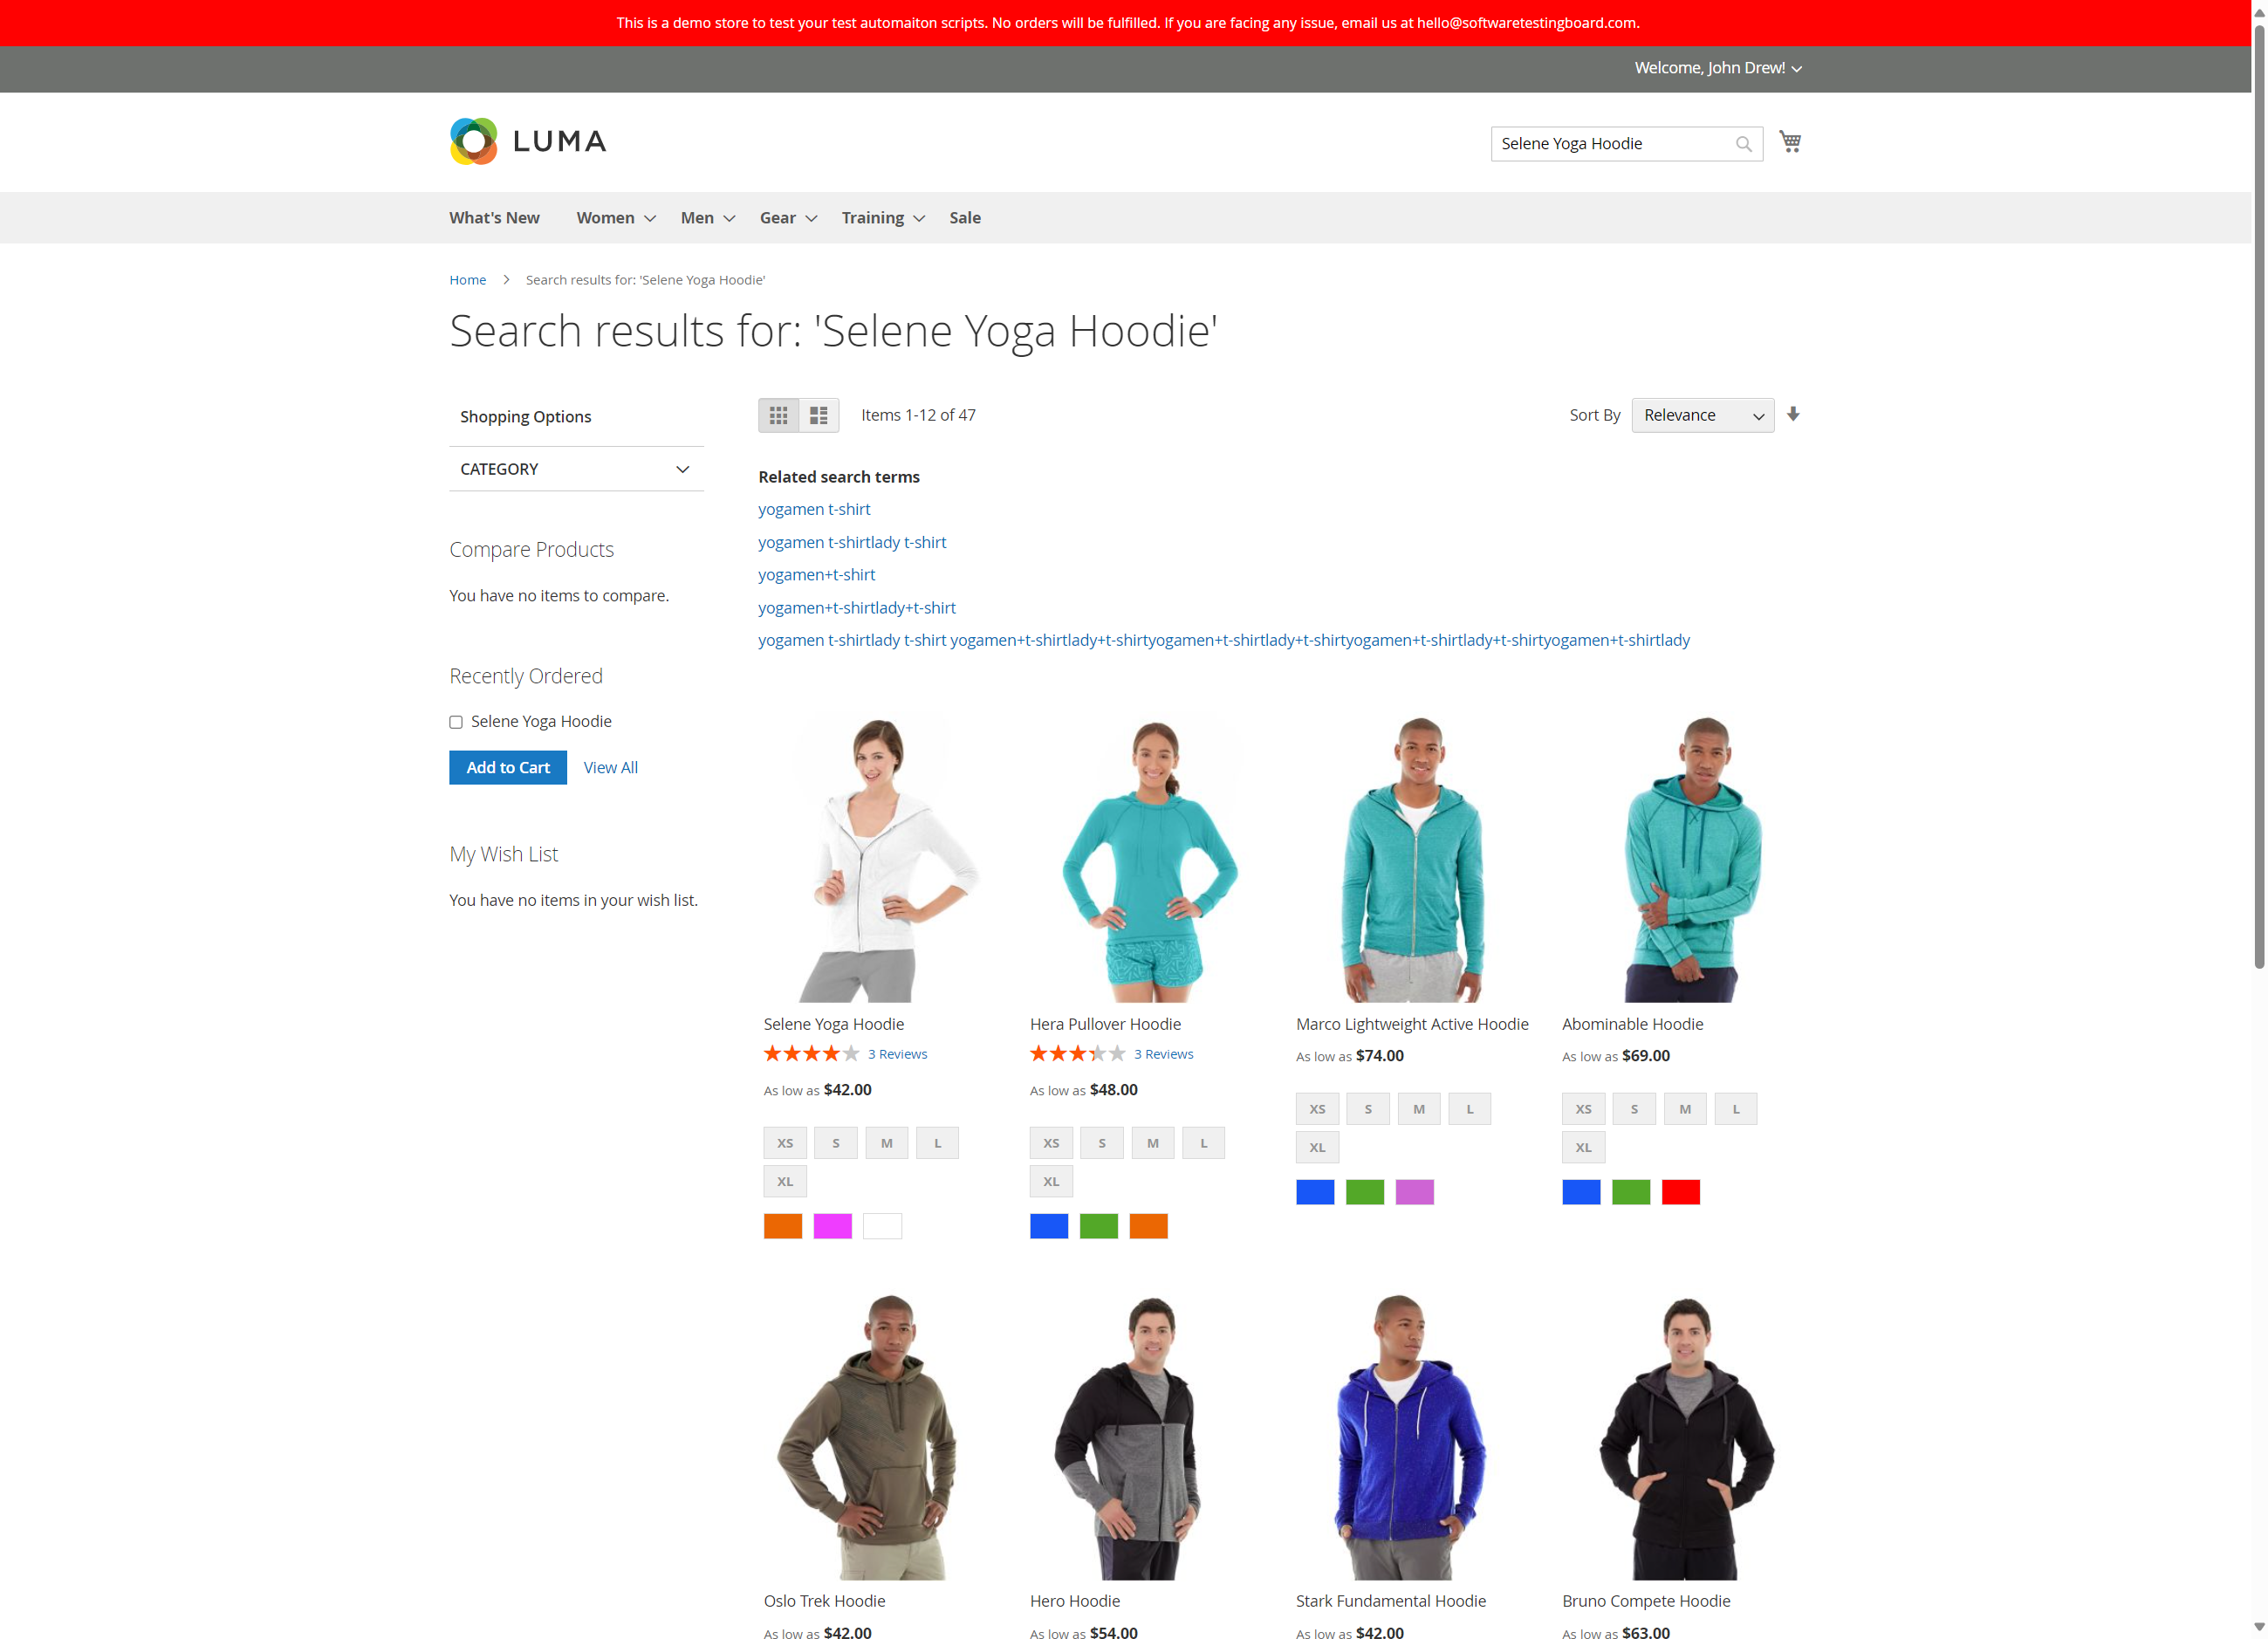 This is a demo store to test your test automaiton scripts. No orders will be fulfilled. If you are facing any issue, email us at hello@softwaretestingboard.com.
Welcome, John Drew!
LUMA
Selene Yoga Hoodie
What's New Women Men Gear Training Sale
Home > Search results for: 'Selene Yoga Hoodie'
Search results for: 'Selene Yoga Hoodie'
Shopping Options
CATEGORY
Compare Products
You have no items to compare.
Recently Ordered
Selene Yoga Hoodie
Add to Cart View All
My Wish List
You have no items in your wish list.
Items 1-12 of 47
Sort By Relevance
Related search terms
yogamen t-shirt
yogamen t-shirtlady t-shirt
yogamen+t-shirt
yogamen+t-shirtlady+t-shirt
yogamen t-shirtlady t-shirt yogamen+t-shirtlady+t-shirtyogamen+t-shirtlady+t-shirtyogamen+t-shirtlady+t-shirtyogamen+t-shirtlady
Selene Yoga Hoodie
3 Reviews
As low as $42.00
XS S M L
XL
Hera Pullover Hoodie
3 Reviews
As low as $48.00
XS S M L
XL
Marco Lightweight Active Hoodie
As low as $74.00
XS S M L
XL
Abominable Hoodie
As low as $69.00
XS S M L
XL
Oslo Trek Hoodie
As low as $42.00
Hero Hoodie
As low as $54.00
Stark Fundamental Hoodie
As low as $42.00
Bruno Compete Hoodie
As low as $63.00